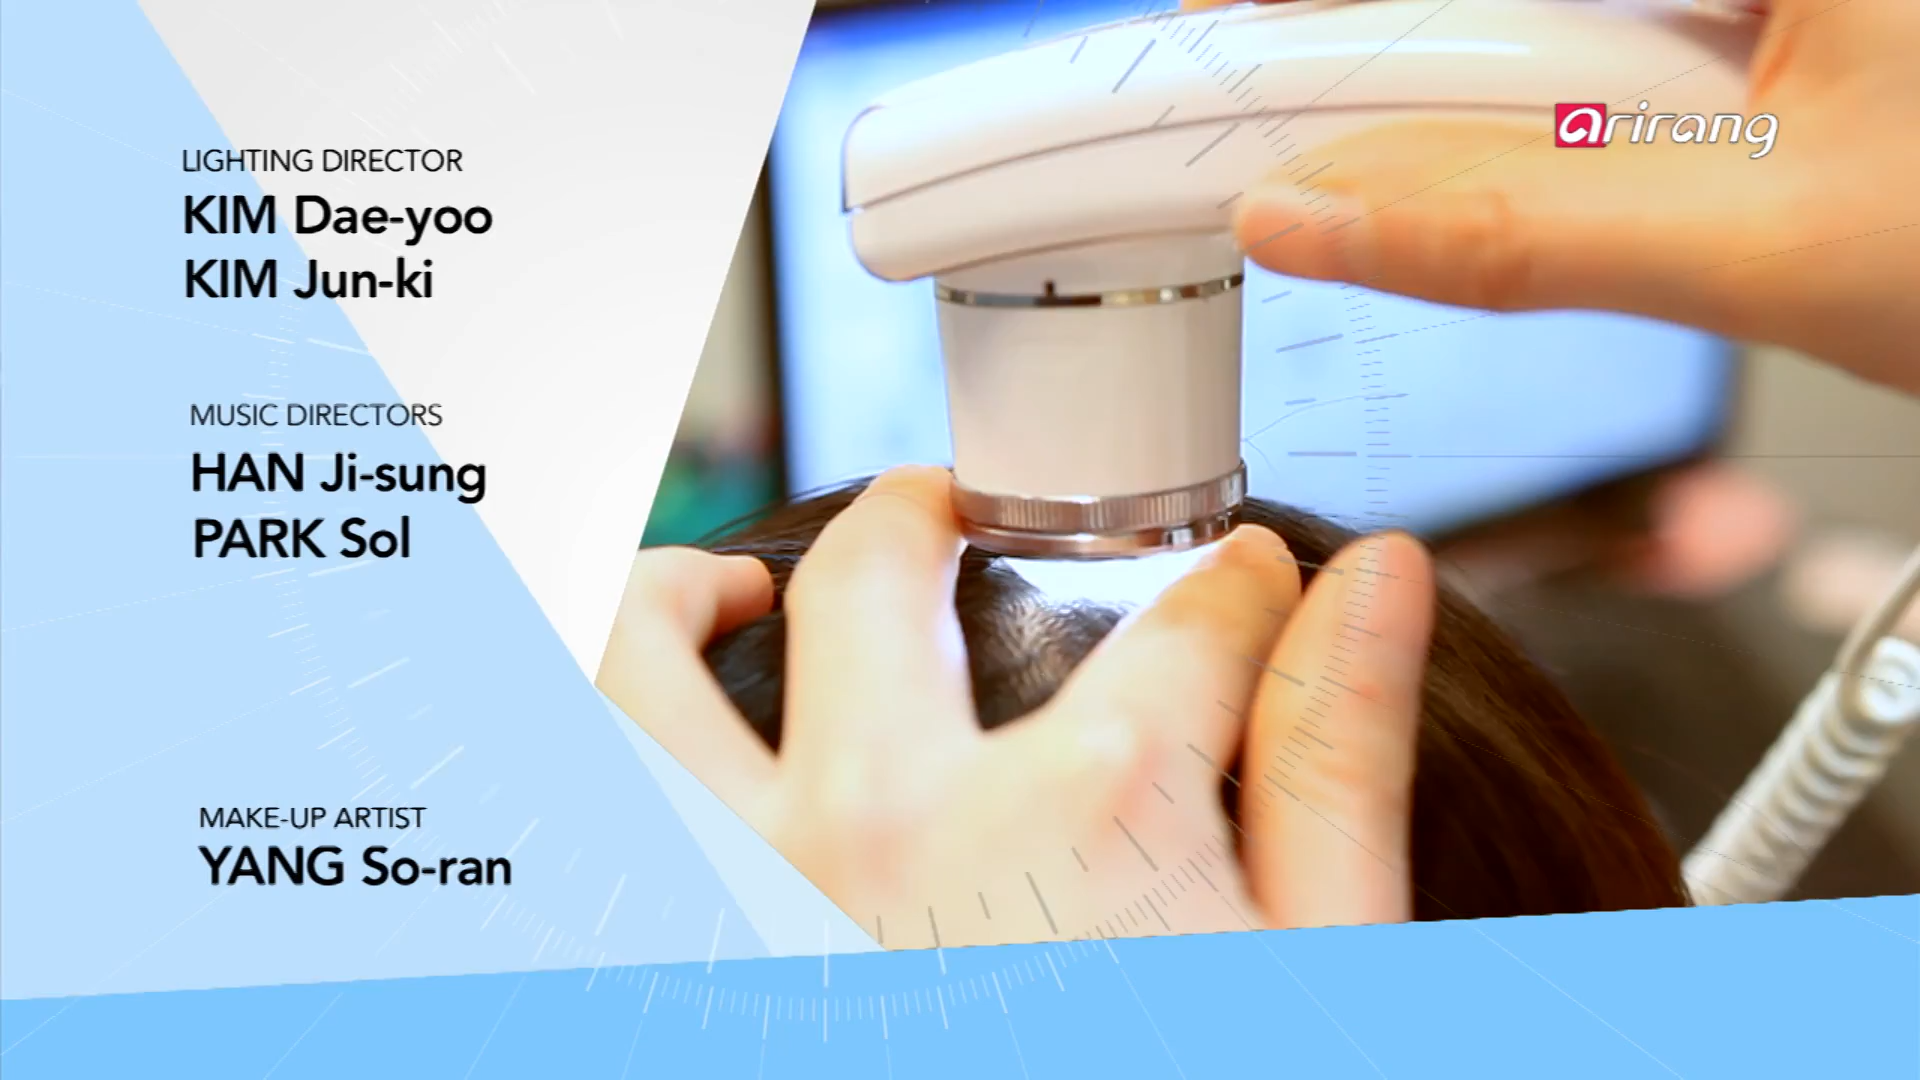 LIGHTING DIRECTOR
KIM Dae-yoo
KIM Jun-ki
MUSIC DIRECTORS
HAN Ji-sung
PARK Sol
MAKE-UP ARTIST
YANG So-ran
arirang